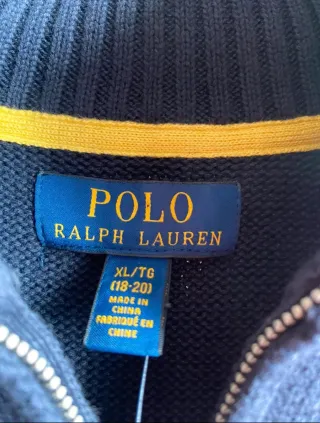 POLO
RALPH LAUREN
XL/TG
(18-20)
MADE IN
CHINA
FABRIQUÉ EN
CHINE